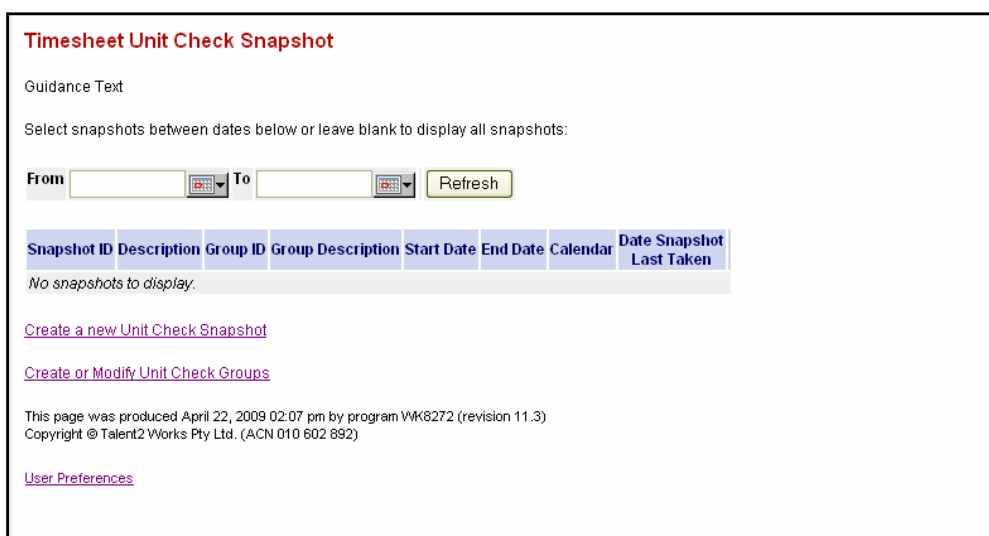 Timesheet Unit Check Snapshot
Guidance Text
Select snapshots between dates below or leave blank to display all snapshots:
From To Refresh
Snapshot ID Description Group ID Group Description Start Date End Date Calendar Date Snapshot Last Taken
No snapshots to display.
Create a new Unit Check Snapshot
Create or Modify Unit Check Groups
This page was produced April 22, 2009 02:07 pm by program WK8272 (revision 11.3)
Copyright © Talent2 Works Pty Ltd. (ACN 010 602 892)
User Preferences